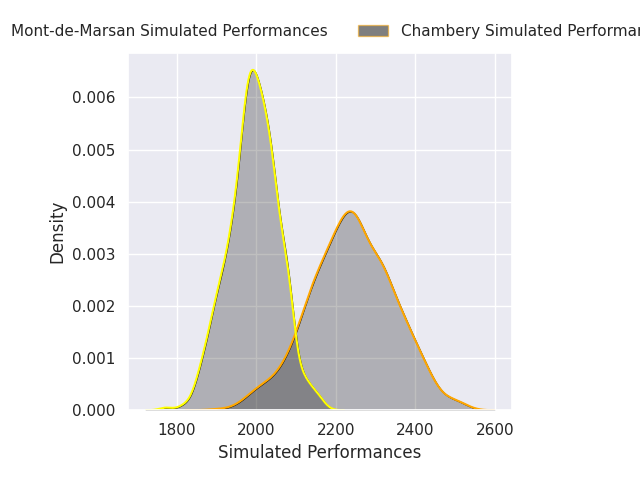 Mont-de-Marsan Simulated Performances
Chambery Simulated Performa
0.006
0.005
0.004
0.003
0.002
0.001
0.000
Density
1800 2000 2200 2400 2600
Simulated Performances